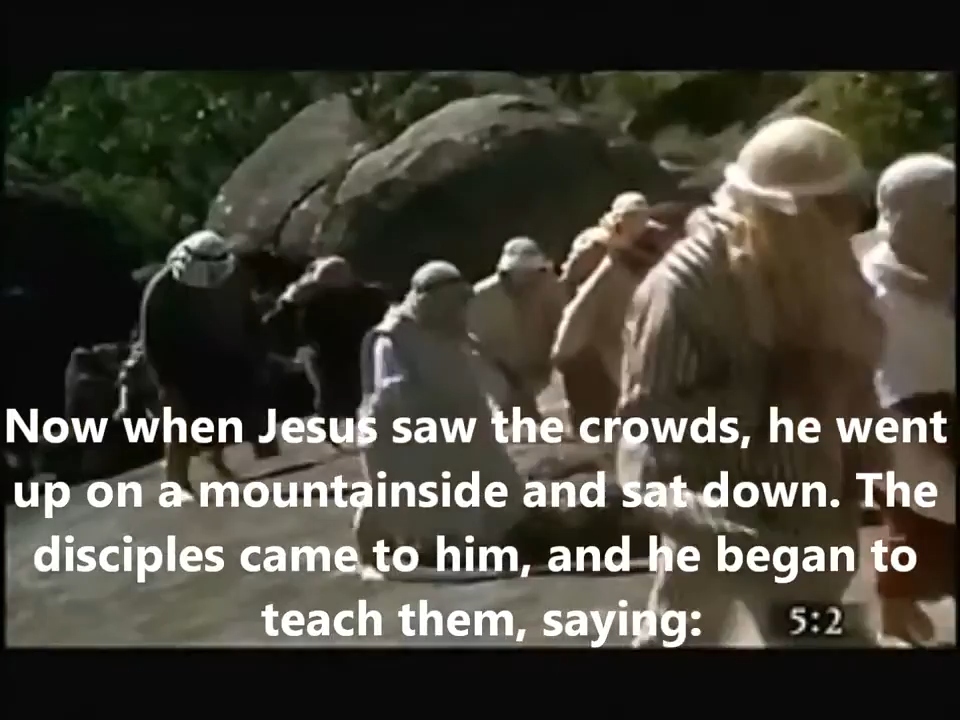 Now when Jesus saw the crowds, he went
up on a mountainside and sat down. The
disciples came to him, and he began to
teach them, saying:
5:2